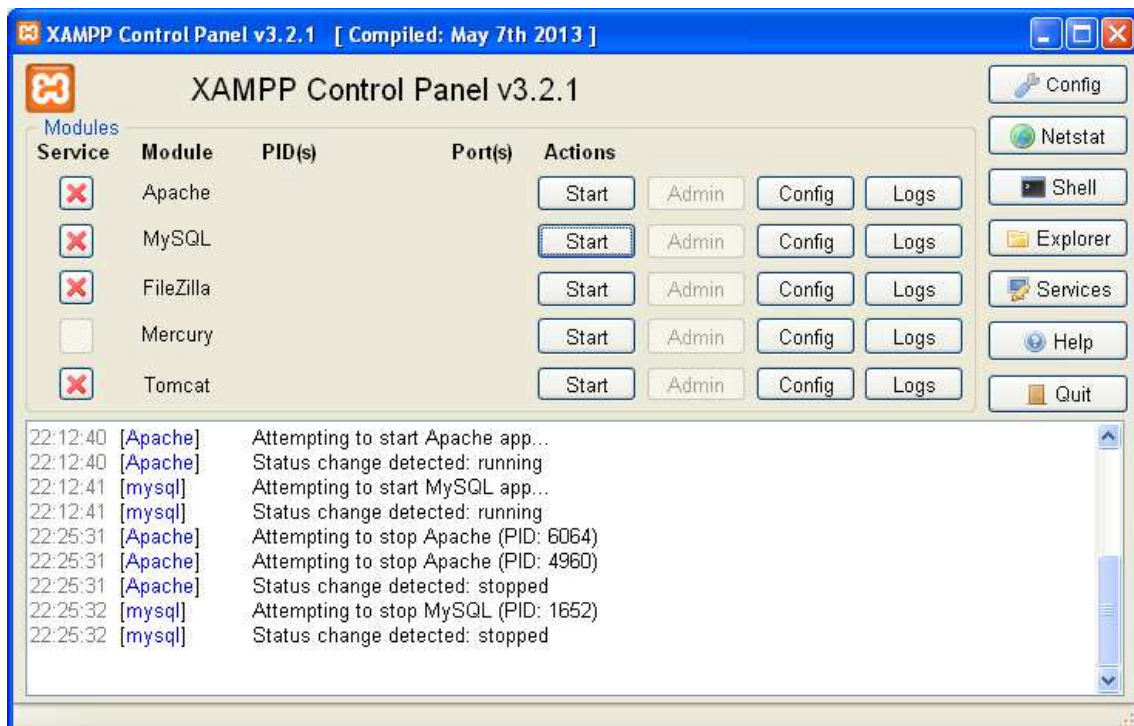 XAMPP Control Panel v3.2.1 [ Compiled: May 7th 2013 ]
XAMPP Control Panel v3.2.1
Config
Modules
Netstat
Service Module PID(s) Port(s) Actions
Apache Start Admin Config Logs
Shell
MySQL Start Admin Config Logs
Explorer
FileZilla Start Admin Config Logs
Services
Mercury Start Admin Config Logs
Help
Tomcat Start Admin Config Logs
Quit
22:12:40 [Apache] Attempting to start Apache app...
22:12:40 [Apache] Status change detected: running
22:12:41 [mysql] Attempting to start MySQL app...
22:12:41 [mysql] Status change detected: running
22:25:31 [Apache] Attempting to stop Apache (PID: 6064)
22:25:31 [Apache] Attempting to stop Apache (PID: 4960)
22:25:31 [Apache] Status change detected: stopped
22:25:32 [mysql] Attempting to stop MySQL (PID: 1652)
22:25:32 [mysql] Status change detected: stopped